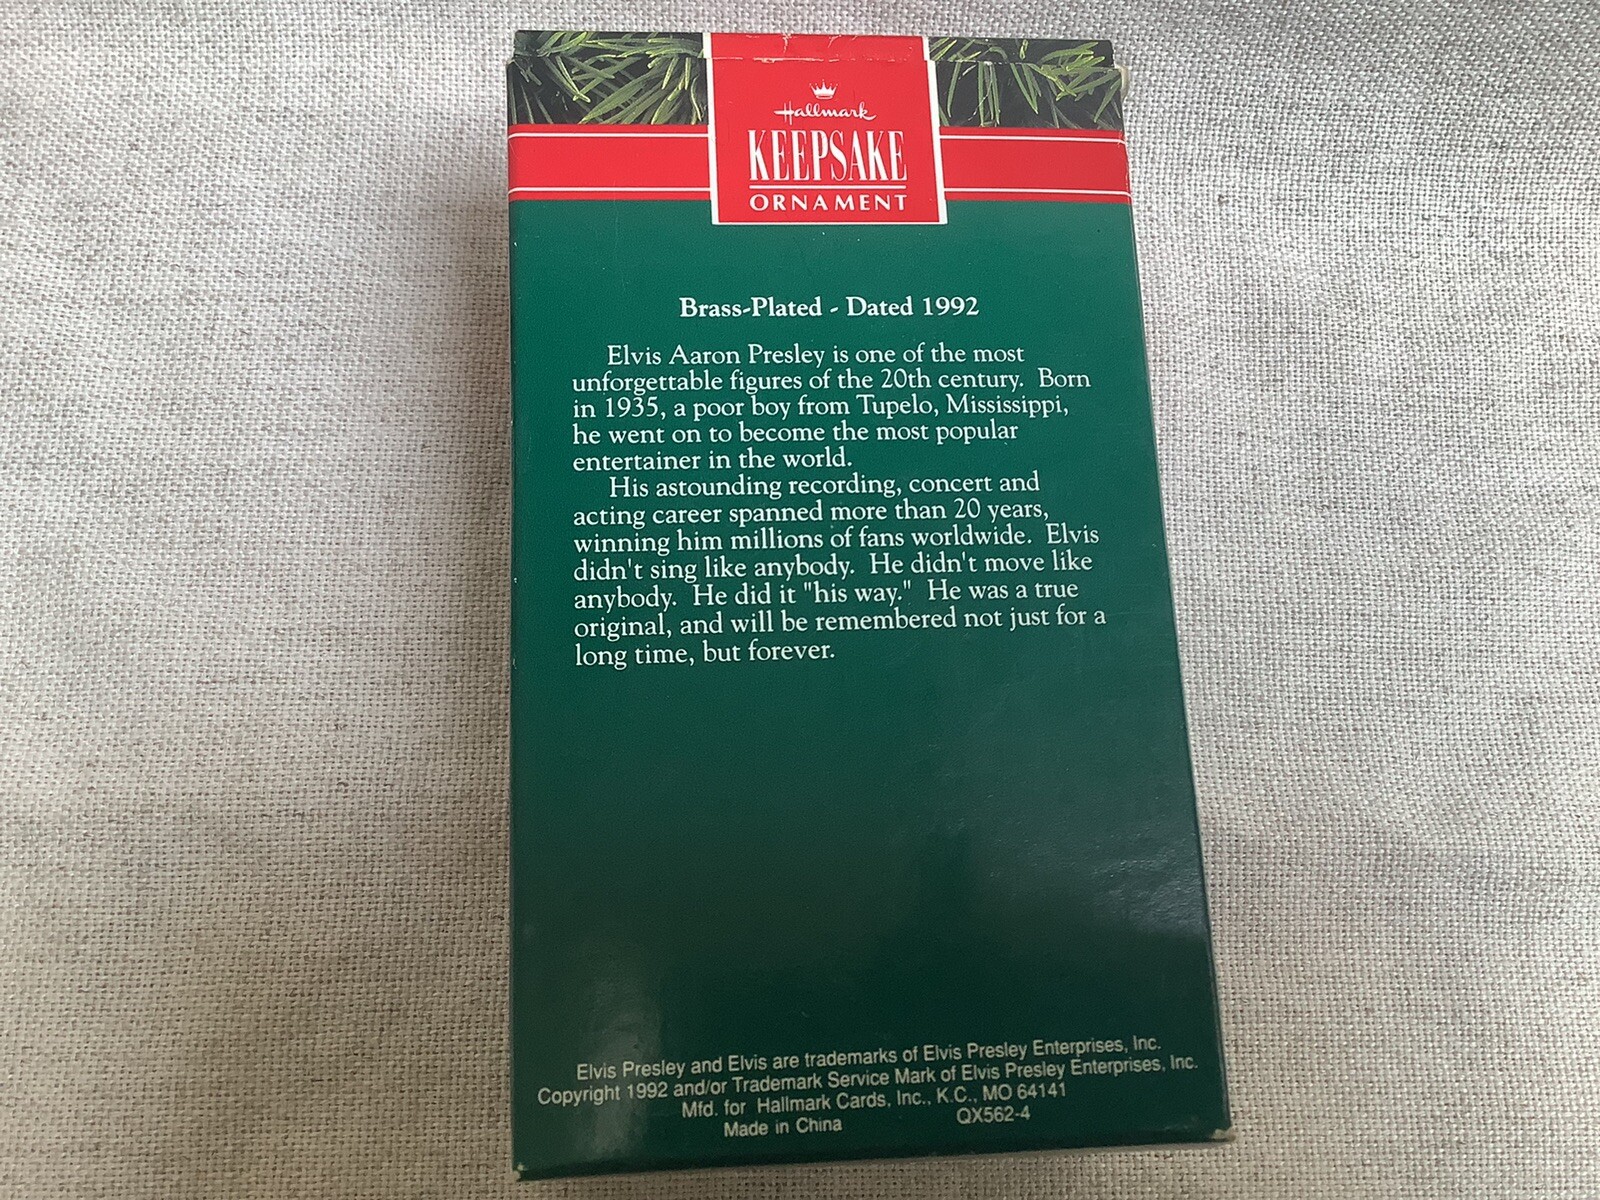 Hallmark
KEEPSAKE
ORNAMENT
Brass-Plated - Dated 1992
Elvis Aaron Presley is one of the most
unforgettable figures of the 20th century. Born
in 1935, a poor boy from Tupelo, Mississippi,
he went on to become the most popular
entertainer in the world.
His astounding recording, concert and
acting career spanned more than 20 years,
winning him millions of fans worldwide. Elvis
didn't sing like anybody. He didn't move like
anybody. He did it "his way." He was a true
original, and will be remembered not just for a
long time, but forever.
Elvis Presley and Elvis are trademarks of Elvis Presley Enterprises, Inc.
Copyright 1992 and/or Trademark Service Mark of Elvis Presley Enterprises, Inc.
Mfd. for Hallmark Cards, Inc., K.C., MO 64141
Made in China QX562-4